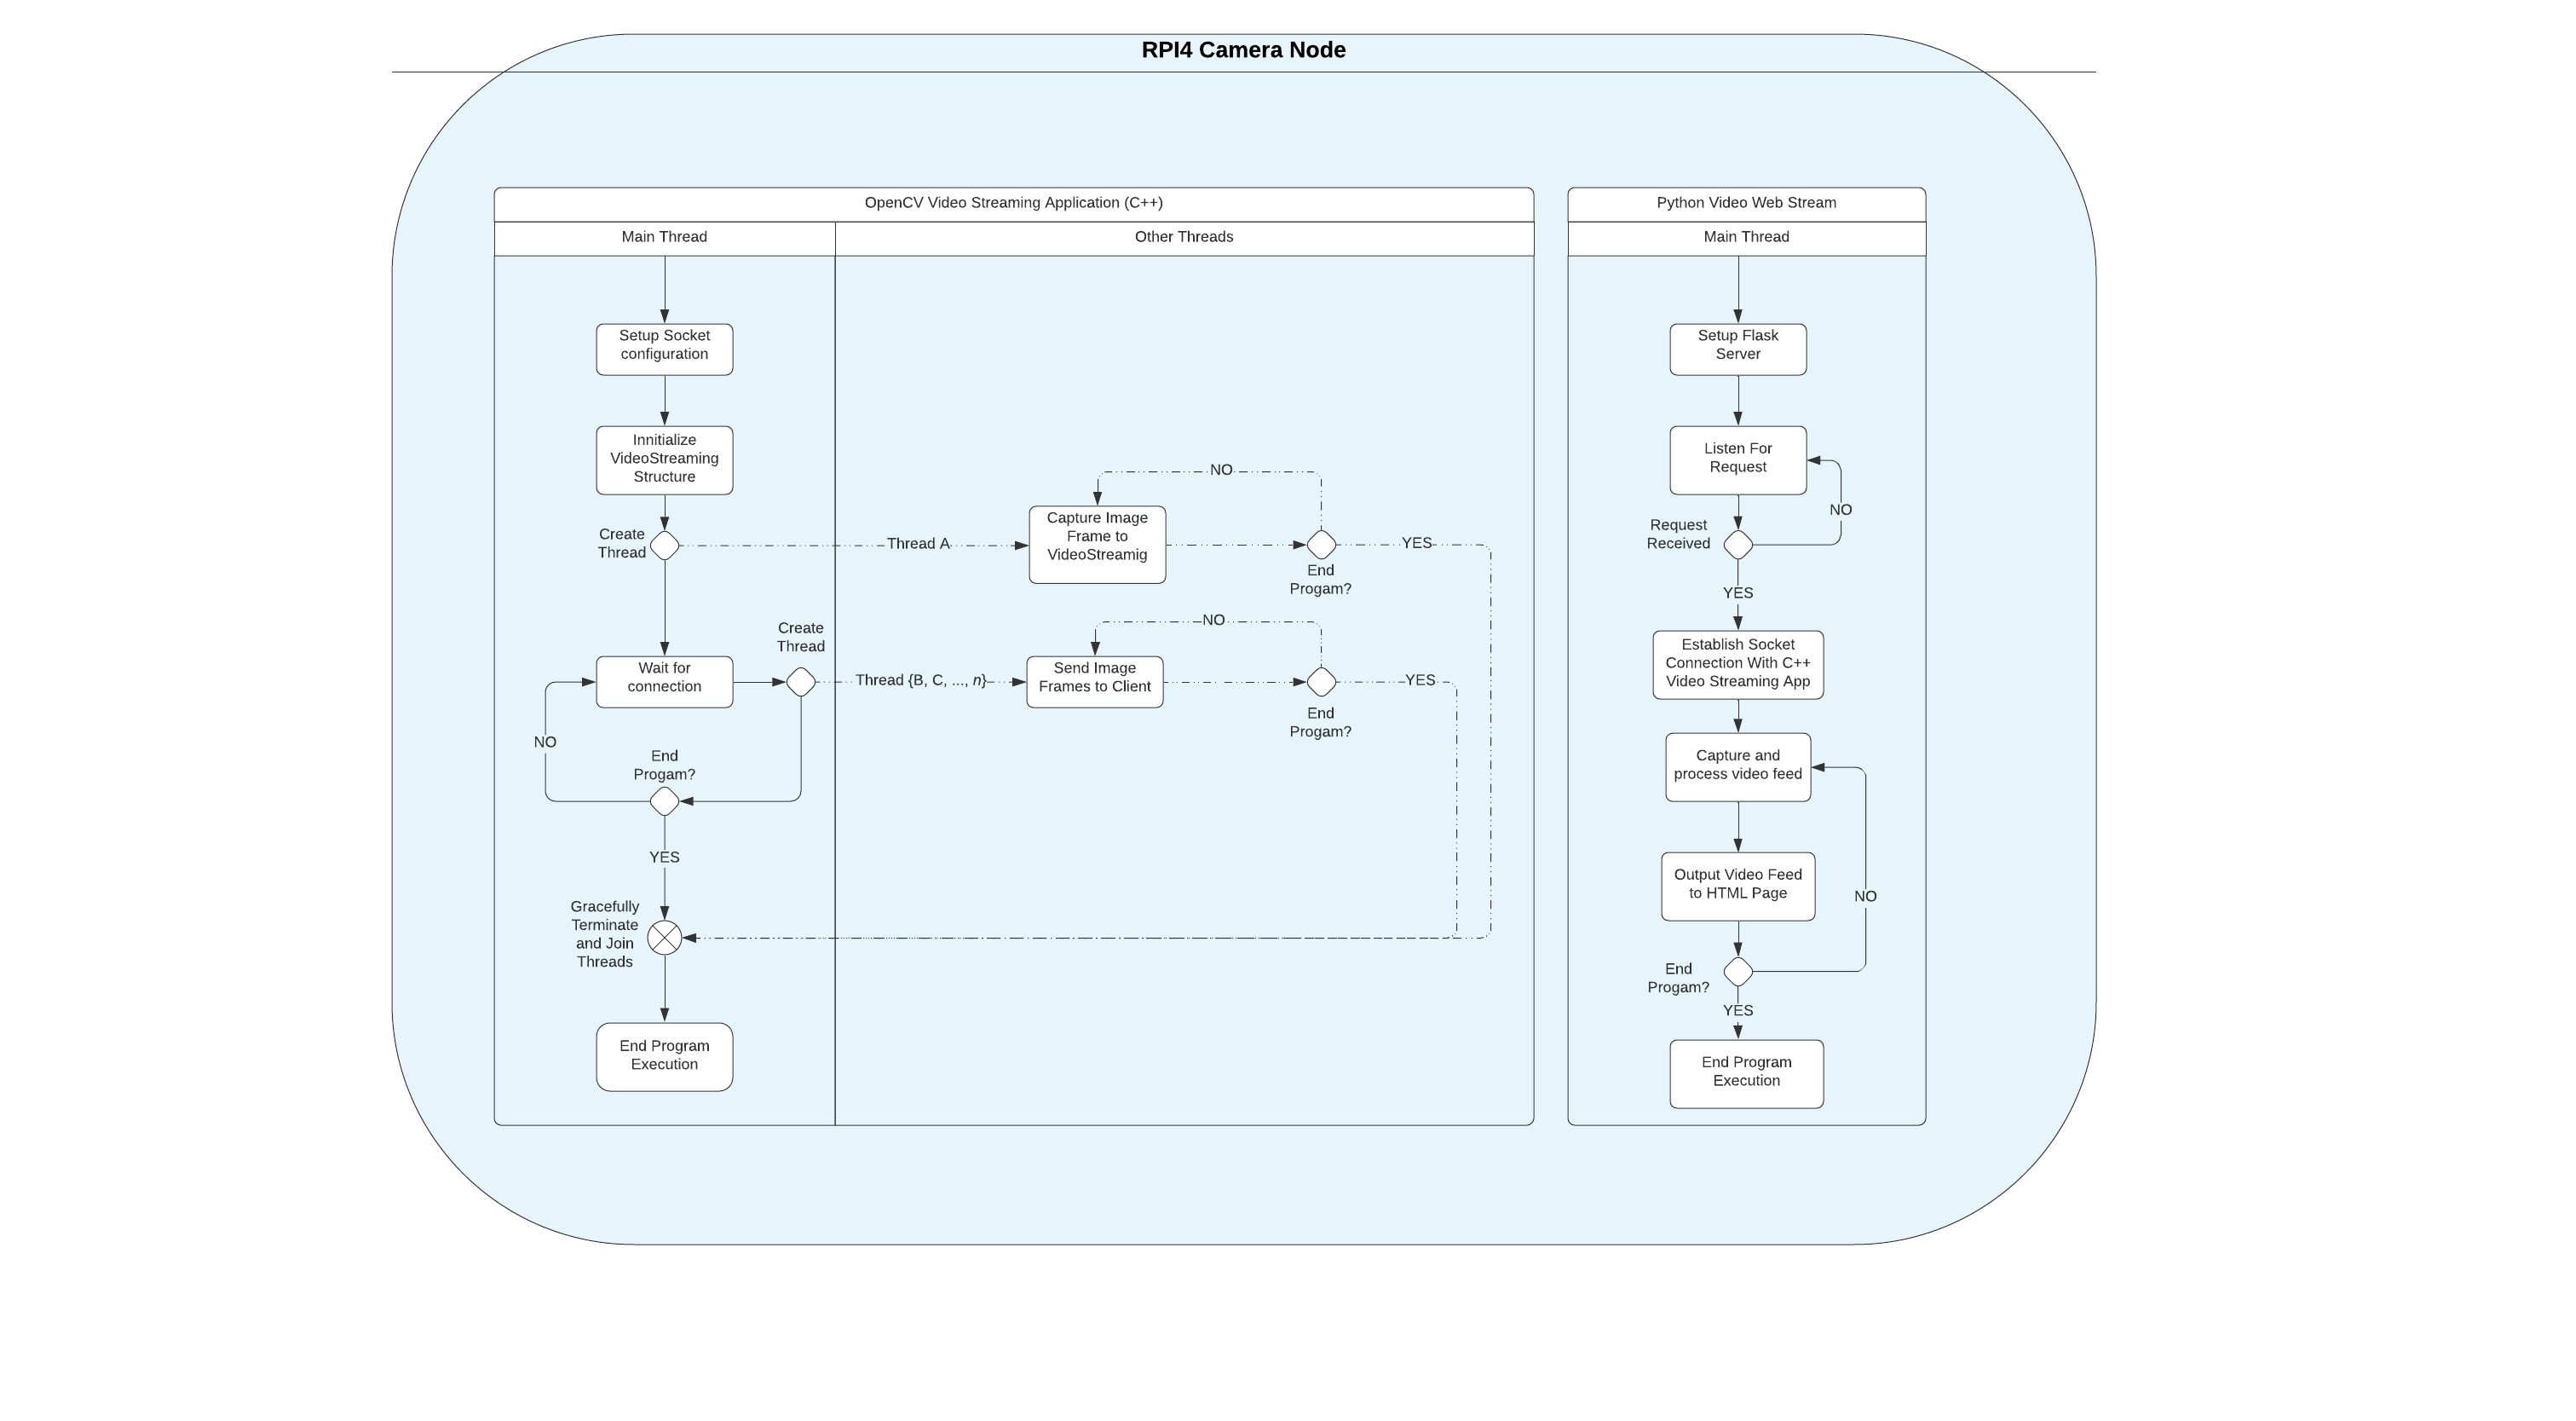 RPI4 Camera Node
OpenCV Video Streaming Application (C++)
Main Thread
Other Threads
Setup Socket
configuration
Innitialize
VideoStreaming
Structure
Create
Thread
Thread A
Capture Image
Frame to
VideoStreamig
NO
End
Progam?
YES
Wait for
connection
Create
Thread
Thread {B, C, ..., n}
Send Image
Frames to Client
NO
End
Progam?
YES
NO
End
Progam?
YES
Gracefully
Terminate
and Join
Threads
End Program
Execution
Python Video Web Stream
Main Thread
Setup Flask
Server
Listen For
Request
NO
Request
Received
YES
Establish Socket
Connection With C++
Video Streaming App
Capture and
process video feed
Output Video Feed
to HTML Page
NO
End
Progam?
YES
End Program
Execution